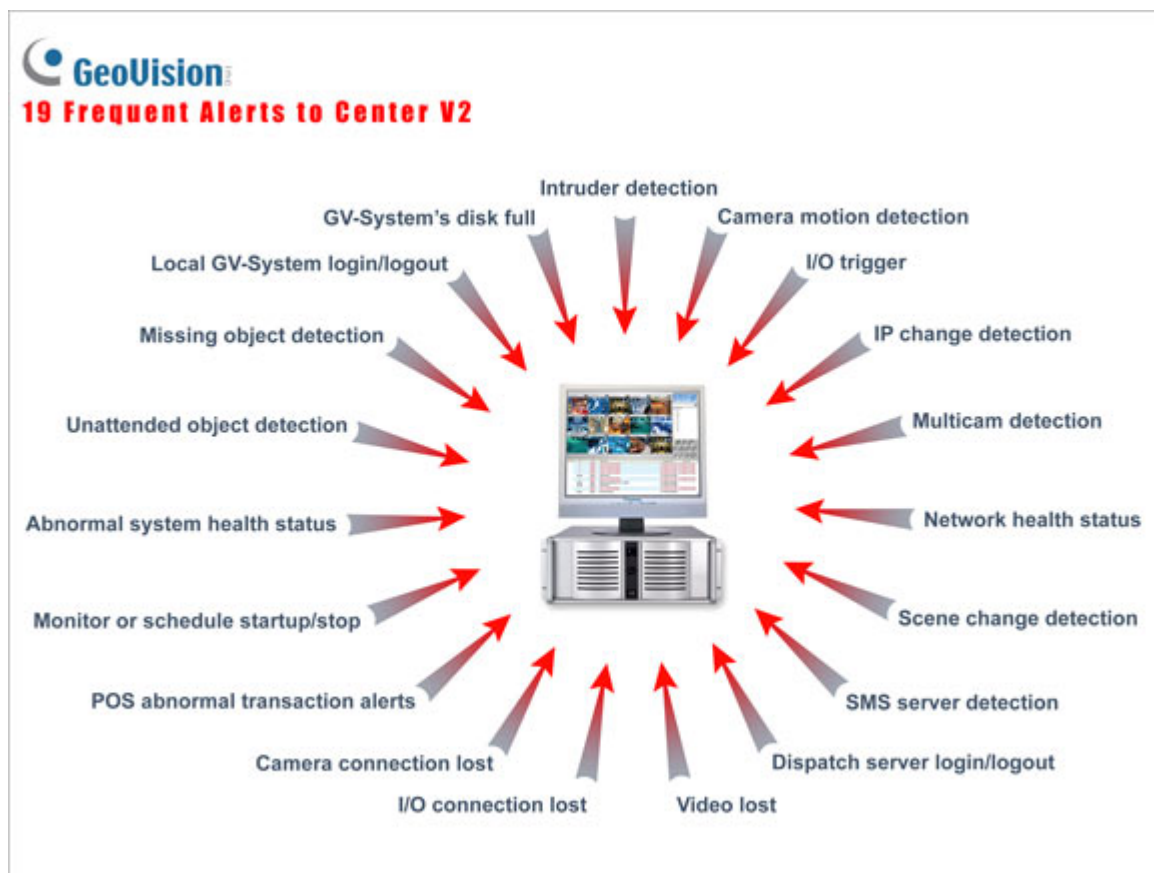 GeoVision
19 Frequent Alerts to Center V2
Intruder detection
GV-System's disk full
Camera motion detection
Local GV-System login/logout
I/O trigger
Missing object detection
IP change detection
Unattended object detection
Multicam detection
Abnormal system health status
Network health status
Monitor or schedule startup/stop
Scene change detection
POS abnormal transaction alerts
SMS server detection
Camera connection lost
Dispatch server login/logout
I/O connection lost
Video lost